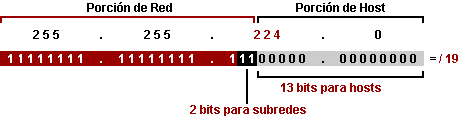 Porción de Red Porción de Host
255 . 255 . 224 . 0
11111111 . 11111111 . 11100000 . 00000000 = / 19
13 bits para hosts
2 bits para subredes